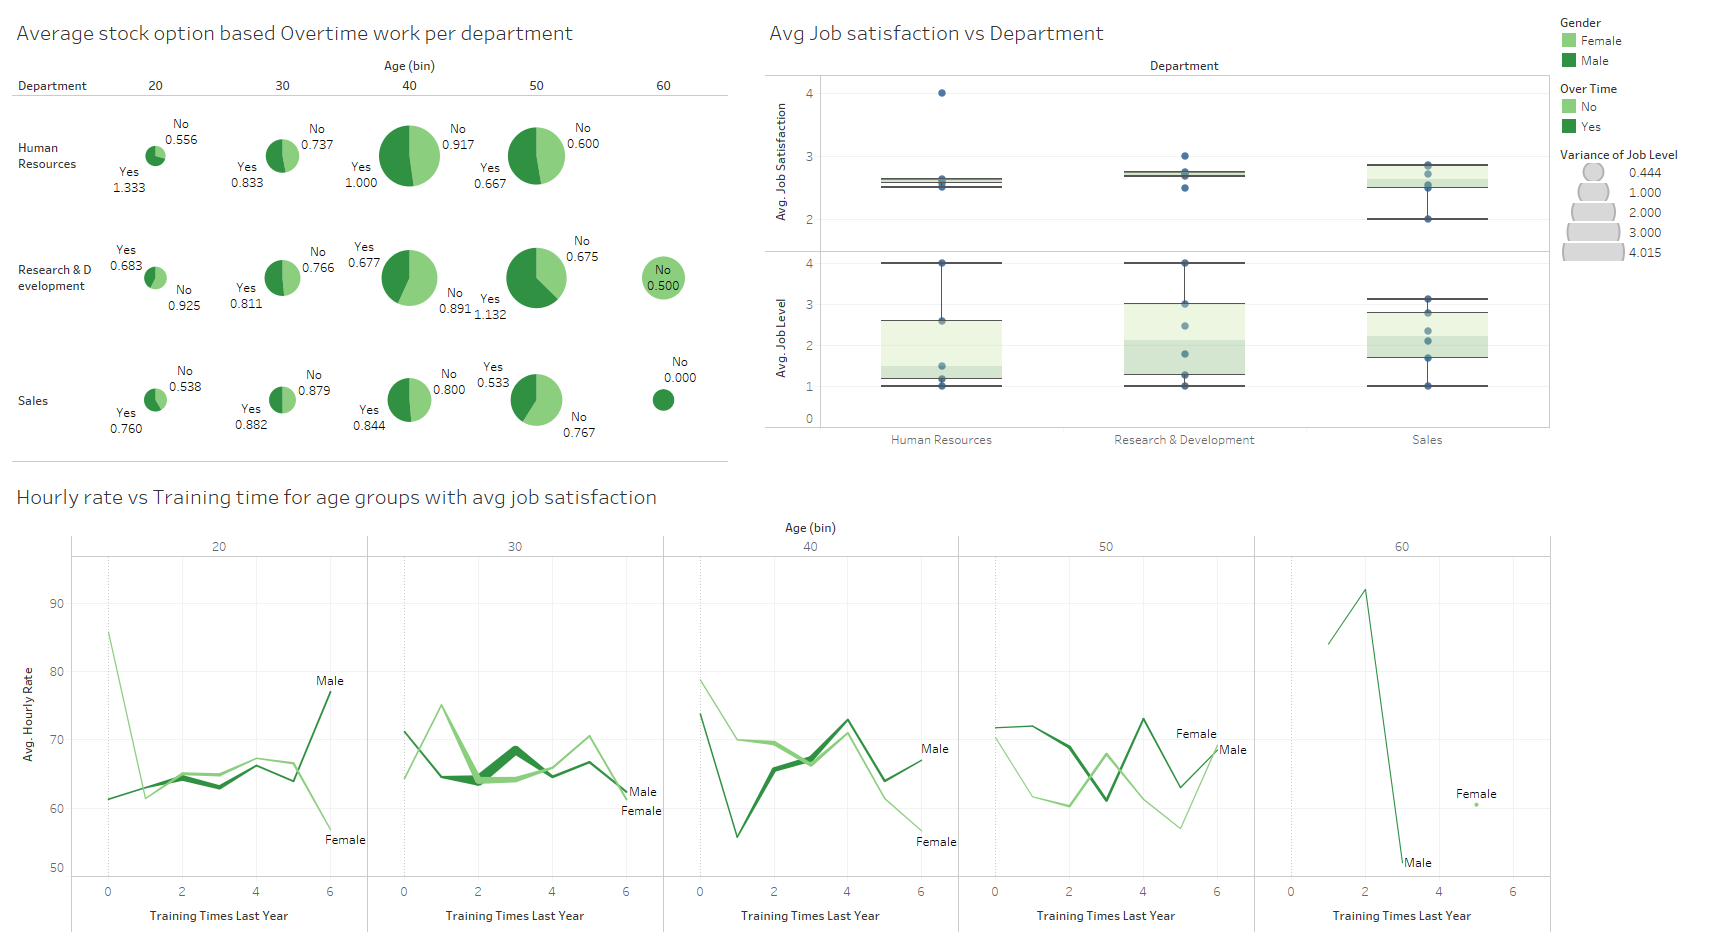 Average stock option based Overtime work per department
Age (bin)
Department 20 30 40 50 60
Human
Resources
No
0.556
Yes
1.333
No
0.737
Yes
0.833
No
0.917
Yes
1.000
No
0.600
Yes
0.667
Research & D
evelopment
Yes
0.683
No
0.925
No
0.766
Yes
0.811
Yes
0.677
No
0.891
No
0.675
Yes
1.132
No
0.500
Sales
No
0.538
Yes
0.760
No
0.879
Yes
0.882
No
0.800
Yes
0.844
Yes
0.533
No
0.767
No
0.000
Avg Job satisfaction vs Department
Department
Avg. Job Satisfaction
4
3
2
Avg. Job Level
4
3
2
1
0
Human Resources Research & Development Sales
Gender
Female
Male
Over Time
No
Yes
Variance of Job Level
0.444
1.000
2.000
3.000
4.015
Hourly rate vs Training time for age groups with avg job satisfaction
Age (bin)
20 30 40 50 60
Avg. Hourly Rate
90
80
70
60
50
Male
Female
Male
Female
Male
Female
Female
Male
Female
Male
0 2 4 6 0 2 4 6 0 2 4 6 0 2 4 6 0 2 4 6
Training Times Last Year Training Times Last Year Training Times Last Year Training Times Last Year Training Times Last Year